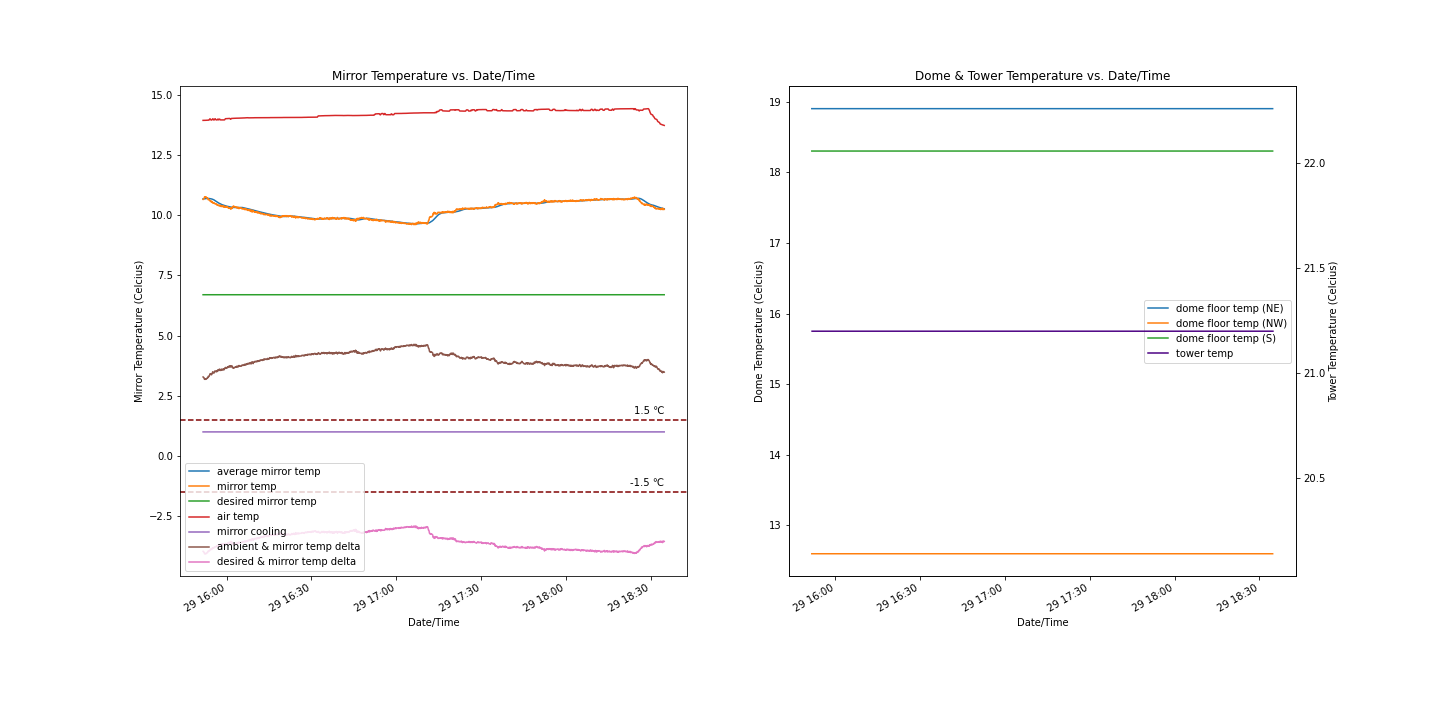 Mirror Temperature vs. Date/Time
15.0
12.5
10.0
7.5
5.0
2.5
0.0
−2.5
Mirror Temperature (Celcius)
1.5 °C
-1.5 °C
average mirror temp
mirror temp
desired mirror temp
air temp
mirror cooling
ambient & mirror temp delta
desired & mirror temp delta
29 16:00
29 16:30
29 17:00
29 17:30
29 18:00
29 18:30
Date/Time
Dome & Tower Temperature vs. Date/Time
19
18
17
16
15
14
13
Dome Temperature (Celcius)
dome floor temp (NE)
dome floor temp (NW)
dome floor temp (S)
tower temp
22.0
21.5
21.0
20.5
Tower Temperature (Celcius)
29 16:00
29 16:30
29 17:00
29 17:30
29 18:00
29 18:30
Date/Time